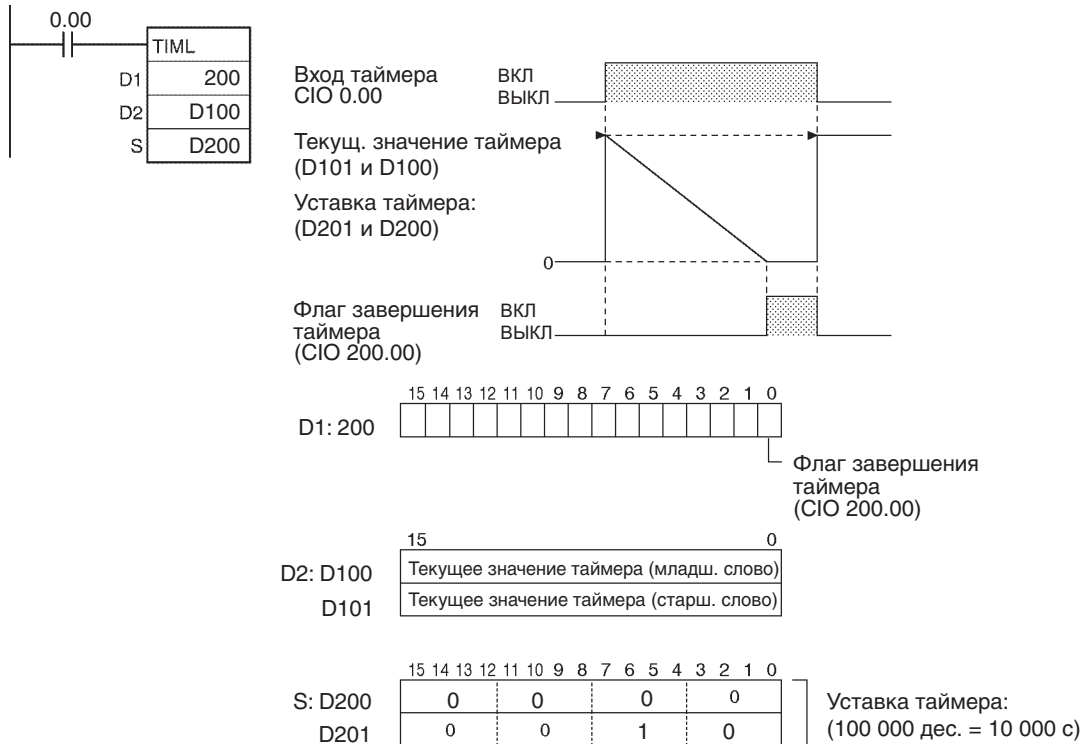 0.00
TIML
D1 200
D2 D100
S D200
Вход таймера ВКЛ
CIO 0.00 ВЫКЛ
Текущ. значение таймера
(D101 и D100)
Уставка таймера:
(D201 и D200)
0
Флаг завершения ВКЛ
таймера ВЫКЛ
(CIO 200.00)
15 14 13 12 11 10 9 8 7 6 5 4 3 2 1 0
D1: 200
Флаг завершения
таймера
(CIO 200.00)
15 0
D2: D100 Текущее значение таймера (младш. слово)
D101 Текущее значение таймера (старш. слово)
15 14 13 12 11 10 9 8 7 6 5 4 3 2 1 0
S: D200 0 0 0 0 Уставка таймера:
D201 0 0 1 0 (100 000 дес. = 10 000 с)